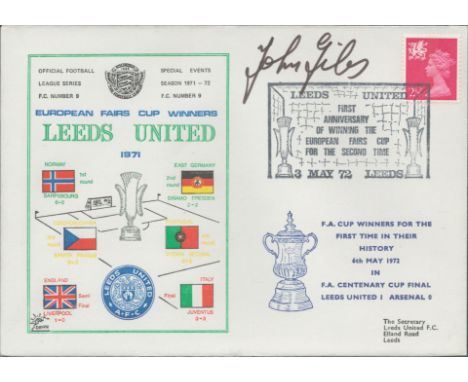 OFFICIAL FOOTBALL
LEAGUE SERIES
F.C. NUMBER 9
SPECIAL EVENTS
SEASON 1971 - 72
F.C. NUMBER 9
EUROPEAN FAIRS CUP WINNERS
LEEDS UNITED
1971
NORWAY
1st
round
SARPSBORG
6-0
EAST GERMANY
2nd
round
DINAMO DRESDEN
2-2
round
SPARTA PRAGUE
PORTUGAL
VITORIA SETUBAL
ENGLAND
Semi
Final
LIVERPOOL
1-0
ITALY
Final
JUVENTUS
3-3
LEEDS UNITED
A.F.C
John Giles
LEEDS UNITED
FIRST
ANNIVERSARY
OF WINNING THE
EUROPEAN FAIRS CUP
FOR THE SECOND TIME
3 MAY 72 LEEDS
F.A. CUP WINNERS FOR THE
FIRST TIME IN THEIR
HISTORY
6th MAY 1972
IN
F.A. CENTENARY CUP FINAL
LEEDS UNITED 1 ARSENAL 0
The Secretary
Leeds United F.C.
Elland Road
Leeds